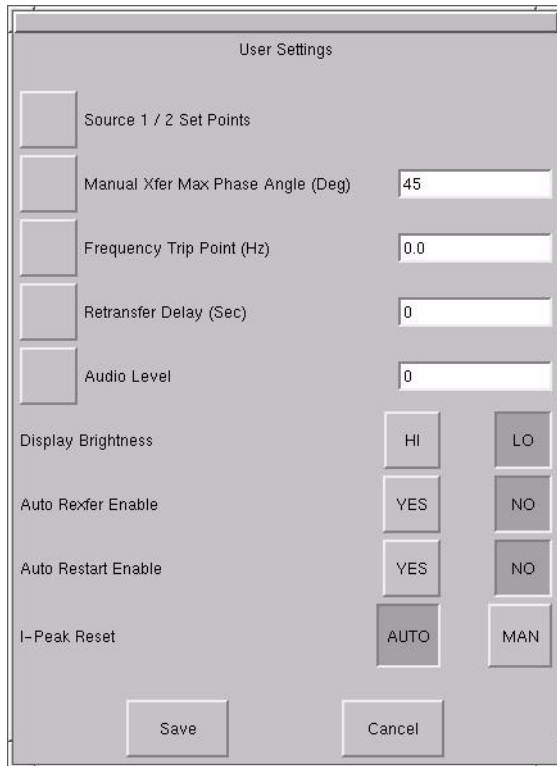 User Settings
Source 1 / 2 Set Points
Manual Xfer Max Phase Angle (Deg) 45
Frequency Trip Point (Hz) 0.0
Retransfer Delay (Sec) 0
Audio Level 0
Display Brightness HI LO
Auto Rexfer Enable YES NO
Auto Restart Enable YES NO
I-Peak Reset AUTO MAN
Save Cancel